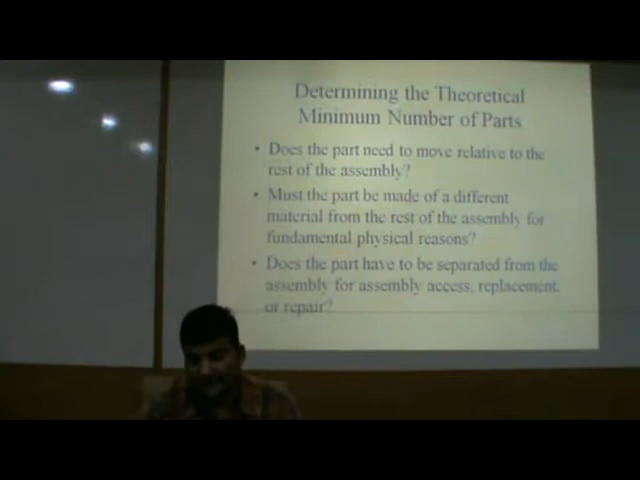 Determining the Theoretical
Minimum Number of Parts
• Does the part need to move relative to the
rest of the assembly?
• Must the part be made of a different
material from the rest of the assembly for
fundamental physical reasons?
• Does the part have to be separated from the
assembly for assembly access, replacement,
or repair?